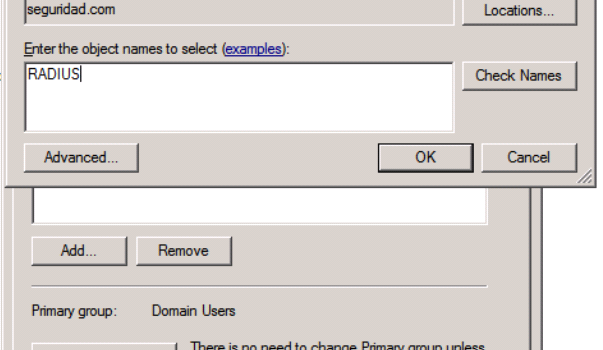 seguridad.com
Locations...
Enter the object names to select (examples):
RADIUS
Check Names
Advanced...
OK
Cancel
Add...
Remove
Primary group: Domain Users
There is no need to change Primary group unless